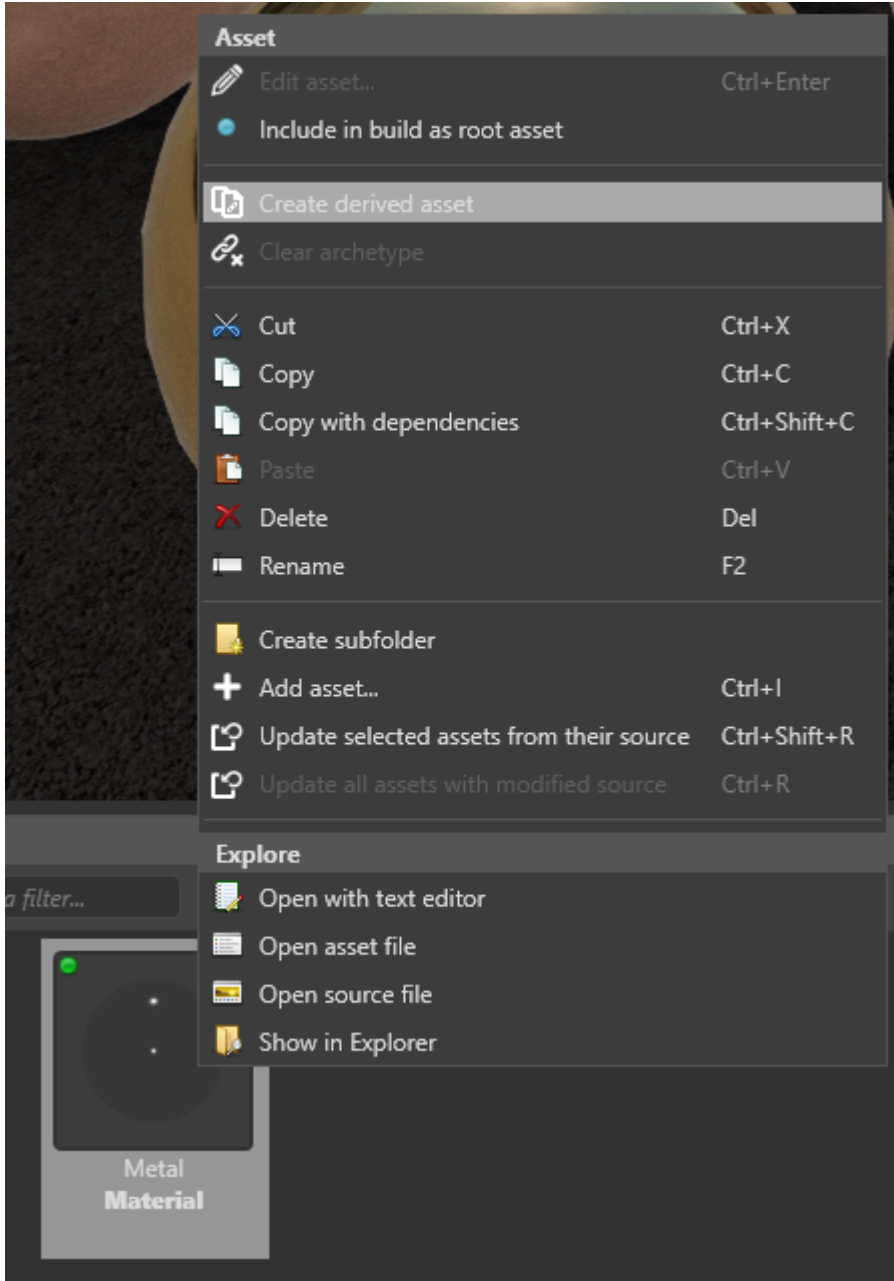 Asset
Edit asset... Ctrl+Enter
Include in build as root asset
Create derived asset
Clear archetype
Cut Ctrl+X
Copy Ctrl+C
Copy with dependencies Ctrl+Shift+C
Paste Ctrl+V
Delete Del
Rename F2
Create subfolder
Add asset... Ctrl+I
Update selected assets from their source Ctrl+Shift+R
Update all assets with modified source Ctrl+R
Explore
a filter...
Open with text editor
Open asset file
Open source file
Show in Explorer
Metal
Material